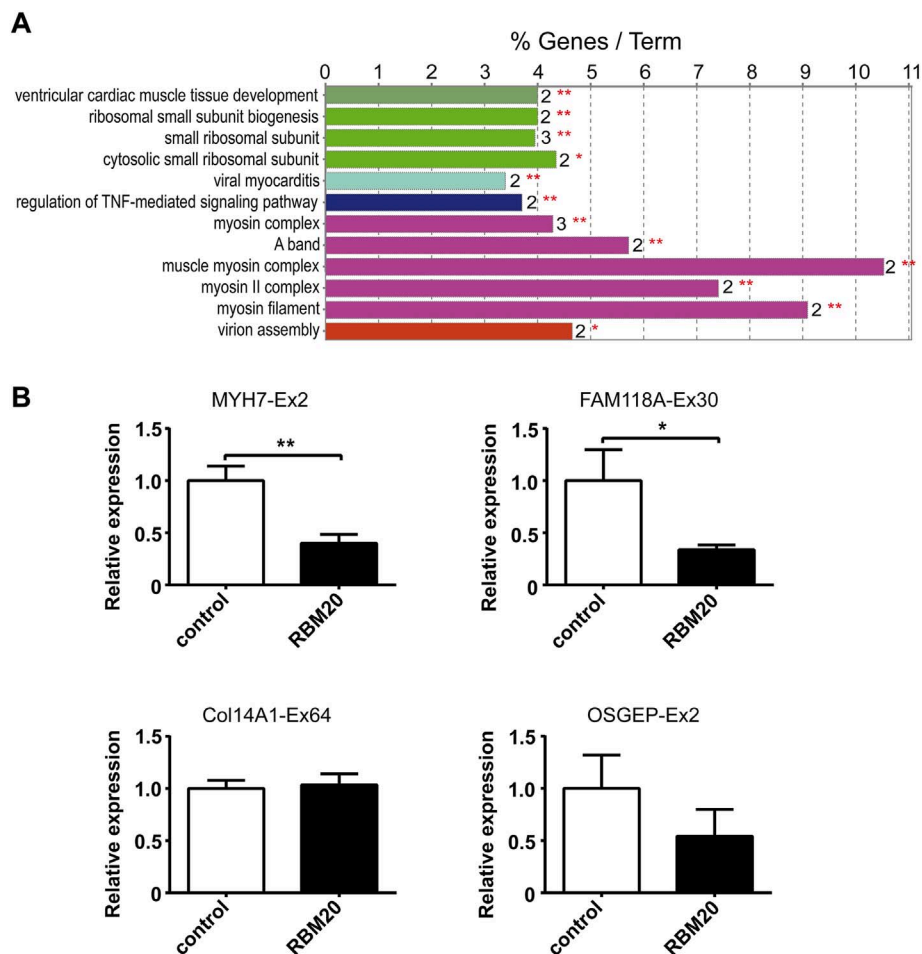 A
% Genes / Term
0 1 2 3 4 5 6 7 8 9 10 11
ventricular cardiac muscle tissue development 2 **
ribosomal small subunit biogenesis 2 **
small ribosomal subunit 3 **
cytosolic small ribosomal subunit 2 *
viral myocarditis 2 **
regulation of TNF-mediated signaling pathway 2 **
myosin complex 3 **
A band 2 **
muscle myosin complex 2 **
myosin II complex 2 **
myosin filament 2 **
virion assembly 2 *
B
MYH7-Ex2
Relative expression
1.5
1.0
0.5
0
**
control
RBM20
FAM118A-Ex30
Relative expression
1.5
1.0
0.5
0
*
control
RBM20
Col14A1-Ex64
Relative expression
1.5
1.0
0.5
0
control
RBM20
OSGEP-Ex2
Relative expression
1.5
1.0
0.5
0
control
RBM20